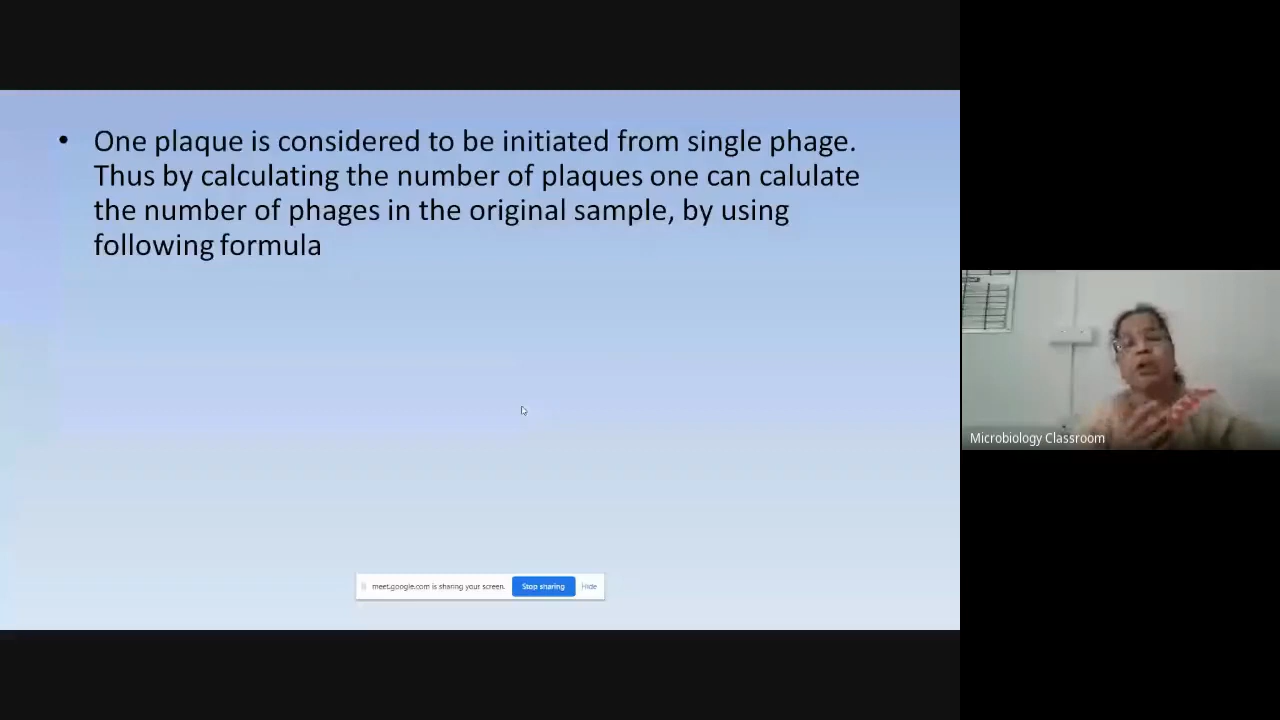 • One plaque is considered to be initiated from single phage.
Thus by calculating the number of plaques one can calulate
the number of phages in the original sample, by using
following formula
meet.google.com is sharing your screen. Stop sharing Hide
Microbiology Classroom